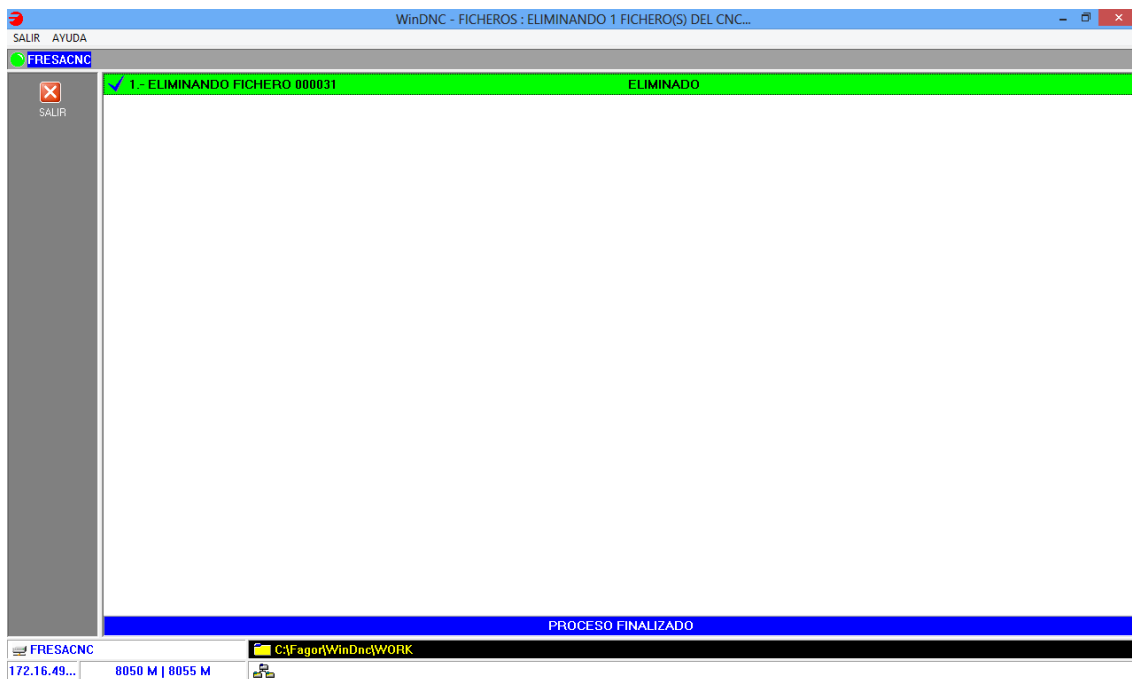 WinDNC - FICHEROS : ELIMINANDO 1 FICHERO(S) DEL CNC...
SALIR AYUDA
FRESACNC
1.- ELIMINANDO FICHERO 000031 ELIMINADO
SALIR
PROCESO FINALIZADO
FRESACNC C:\Fagor\WinDnc\WORK
172.16.49... 8050 M | 8055 M